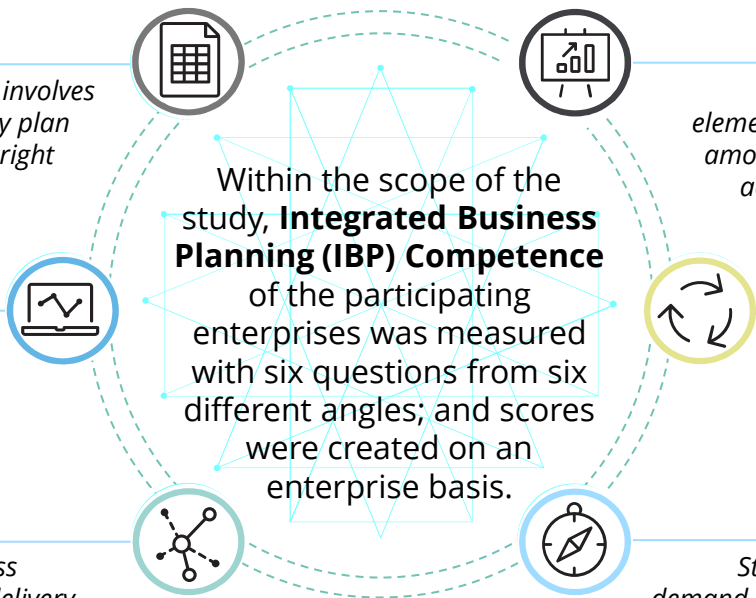 involves
y plan
right
eleme
amo
a
Within the scope of the
study, Integrated Business
Planning (IBP) Competence
of the participating
enterprises was measured
with six questions from six
different angles; and scores
were created on an
enterprise basis.
ss
delivery
St
demand